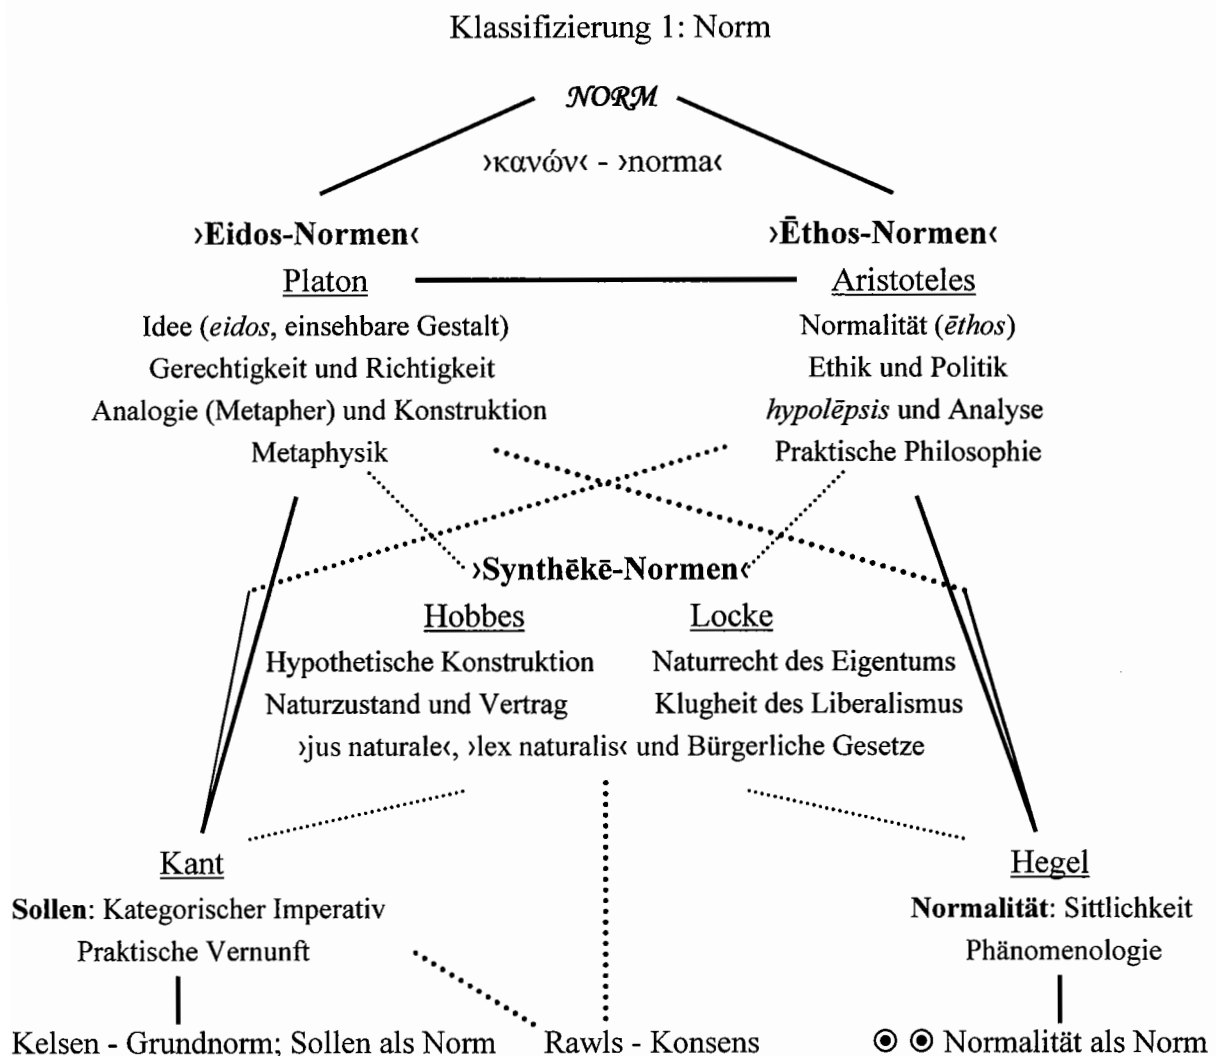 Klassifizierung 1: Norm
NORM
›κανών‹ - ›norma‹
›Eidos-Normen‹ ›Ēthos-Normen‹
Platon Aristoteles
Idee (eidos, einsehbare Gestalt) Normalität (ēthos)
Gerechtigkeit und Richtigkeit Ethik und Politik
Analogie (Metapher) und Konstruktion hypolēpsis und Analyse
Metaphysik Praktische Philosophie
›Synthēkē-Normen‹
Hobbes Locke
Hypothetische Konstruktion Naturrecht des Eigentums
Naturzustand und Vertrag Klugheit des Liberalismus
›jus naturale‹, ›lex naturalis‹ und Bürgerliche Gesetze
Kant Hegel
Sollen: Kategorischer Imperativ Normalität: Sittlichkeit
Praktische Vernunft Phänomenologie
Kelsen - Grundnorm; Sollen als Norm Rawls - Konsens ◉ ◉ Normalität als Norm